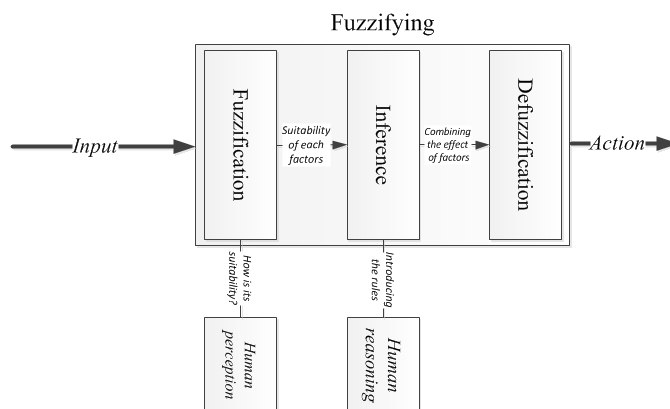 Fuzzifying
Input
Fuzzification
Suitability
of each
factors
Inference
Combining
the effect
of factors
Defuzzification
Action
How is its
suitability?
Introducing
the rules
Human
perception
Human
reasoning